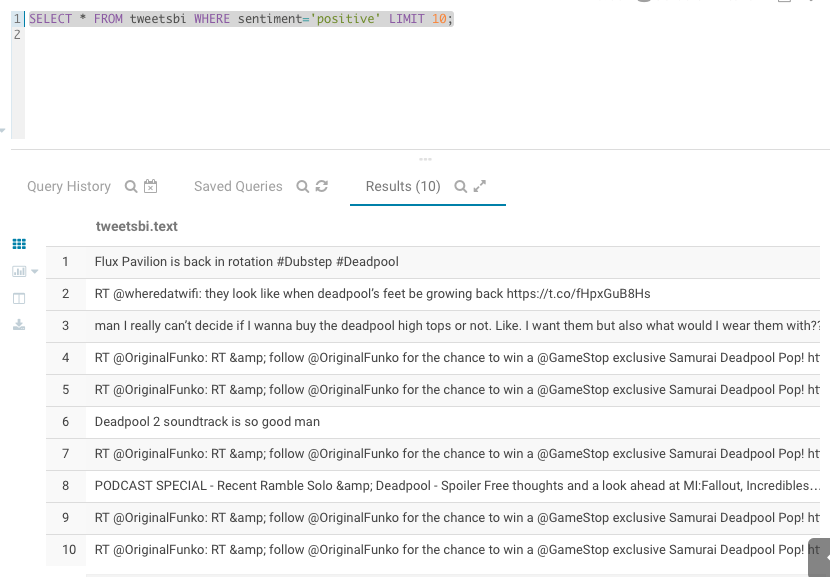 1 SELECT * FROM tweetsbi WHERE sentiment='positive' LIMIT 10;
2
Query History
Saved Queries
Results (10)
tweetsbi.text
1 Flux Pavilion is back in rotation #Dubstep #Deadpool
2 RT @wheredatwifi: they look like when deadpool’s feet be growing back https://t.co/fHpxGuB8Hs
3 man I really can’t decide if I wanna buy the deadpool high tops or not. Like. I want them but also what would I wear them with??
4 RT @OriginalFunko: RT &amp; follow @OriginalFunko for the chance to win a @GameStop exclusive Samurai Deadpool Pop! ht
5 RT @OriginalFunko: RT &amp; follow @OriginalFunko for the chance to win a @GameStop exclusive Samurai Deadpool Pop! ht
6 Deadpool 2 soundtrack is so good man
7 RT @OriginalFunko: RT &amp; follow @OriginalFunko for the chance to win a @GameStop exclusive Samurai Deadpool Pop! ht
8 PODCAST SPECIAL - Recent Ramble Solo &amp; Deadpool - Spoiler Free thoughts and a look ahead at MI:Fallout, Incredibles…
9 RT @OriginalFunko: RT &amp; follow @OriginalFunko for the chance to win a @GameStop exclusive Samurai Deadpool Pop! ht
10 RT @OriginalFunko: RT &amp; follow @OriginalFunko for the chance to win a @GameStop exclusive Samurai Deadpool Pop! ht